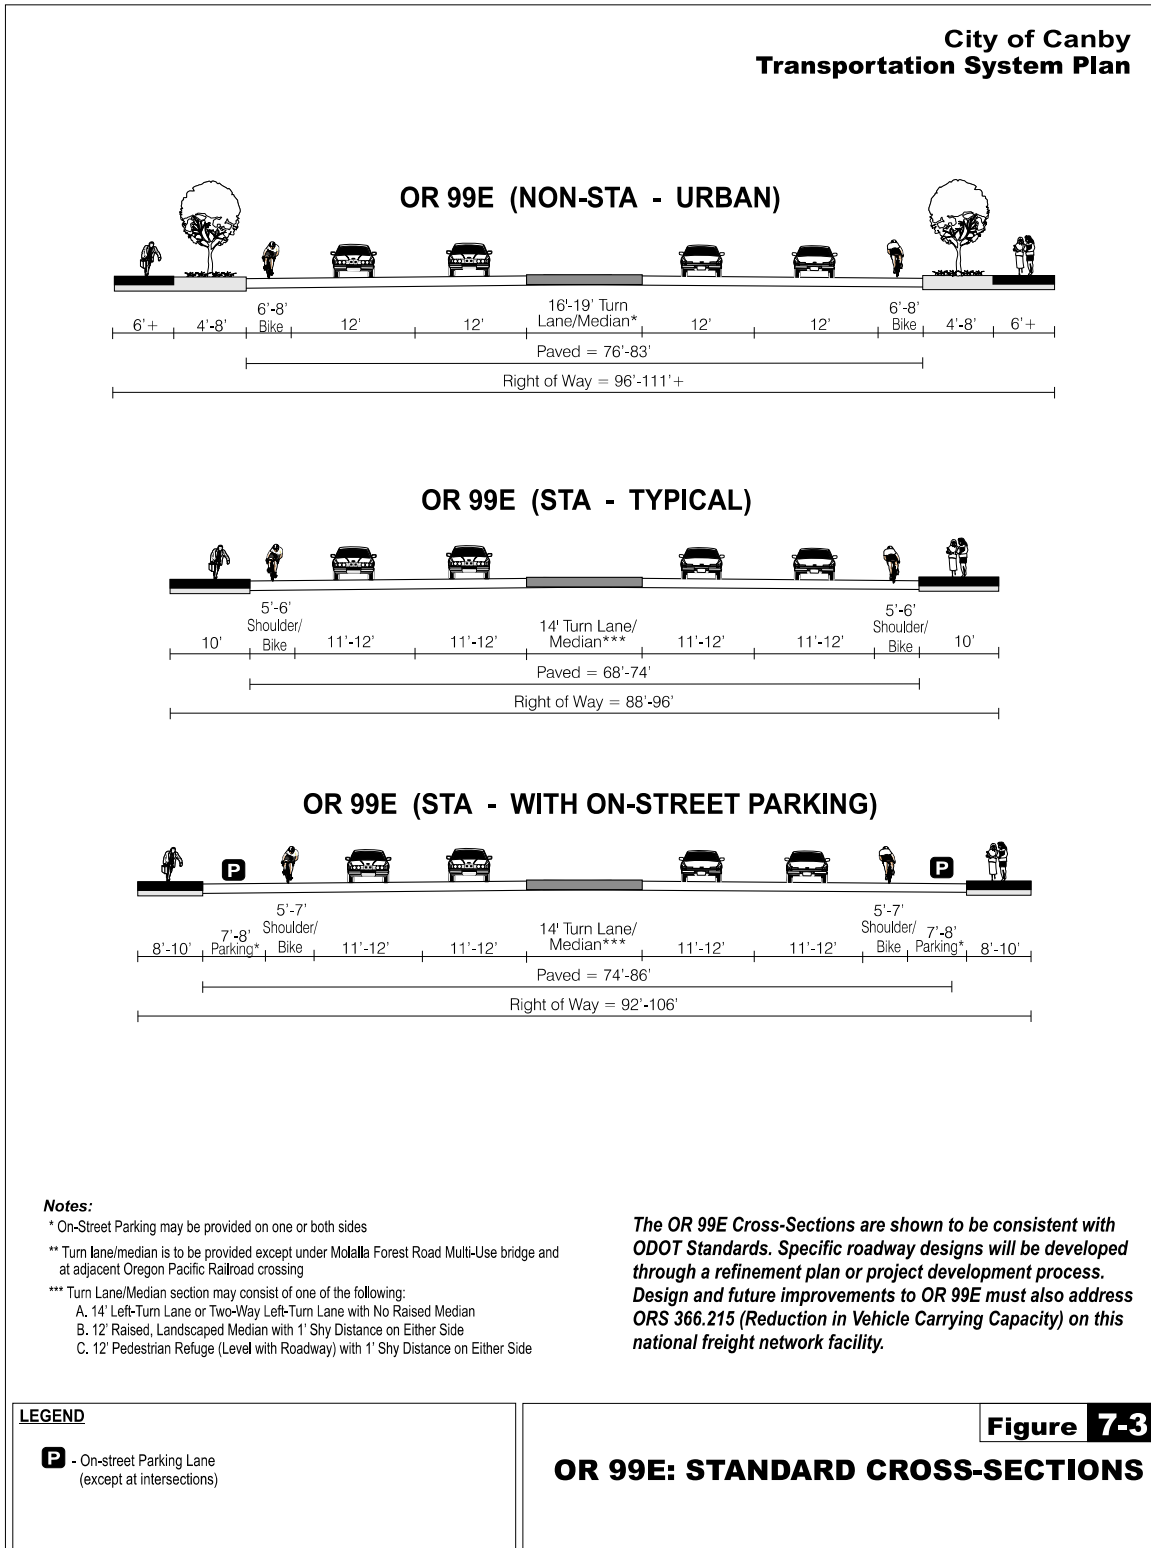 City of Canby
Transportation System Plan
OR 99E (NON-STA - URBAN)
6'+
4'-8'
6'-8'
Bike
12'
12'
16'-19' Turn
Lane/Median*
12'
12'
6'-8'
Bike
4'-8'
6'+
Paved = 76'-83'
Right of Way = 96'-111'+
OR 99E (STA - TYPICAL)
10'
5'-6'
Shoulder/
Bike
11'-12'
11'-12'
14' Turn Lane/
Median***
11'-12'
11'-12'
5'-6'
Shoulder/
Bike
10'
Paved = 68'-74'
Right of Way = 88'-96'
OR 99E (STA - WITH ON-STREET PARKING)
P
P
8'-10'
7'-8'
Parking*
5'-7'
Shoulder/
Bike
11'-12'
11'-12'
14' Turn Lane/
Median***
11'-12'
11'-12'
5'-7'
Shoulder/
Bike
7'-8'
Parking*
8'-10'
Paved = 74'-86'
Right of Way = 92'-106'
Notes:
* On-Street Parking may be provided on one or both sides
** Turn lane/median is to be provided except under Molalla Forest Road Multi-Use bridge and
at adjacent Oregon Pacific Railroad crossing
*** Turn Lane/Median section may consist of one of the following:
A. 14' Left-Turn Lane or Two-Way Left-Turn Lane with No Raised Median
B. 12' Raised, Landscaped Median with 1' Shy Distance on Either Side
C. 12' Pedestrian Refuge (Level with Roadway) with 1' Shy Distance on Either Side
The OR 99E Cross-Sections are shown to be consistent with
ODOT Standards. Specific roadway designs will be developed
through a refinement plan or project development process.
Design and future improvements to OR 99E must also address
ORS 366.215 (Reduction in Vehicle Carrying Capacity) on this
national freight network facility.
LEGEND
P - On-street Parking Lane
(except at intersections)
Figure 7-3
OR 99E: STANDARD CROSS-SECTIONS